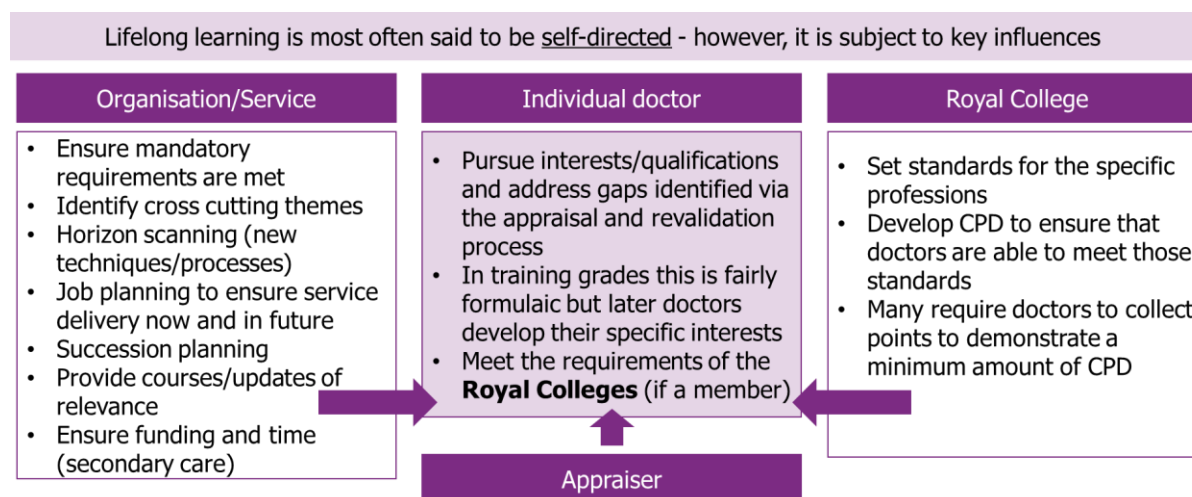 Lifelong learning is most often said to be self-directed - however, it is subject to key influences
Organisation/Service
• Ensure mandatory
requirements are met
• Identify cross cutting themes
• Horizon scanning (new
techniques/processes)
• Job planning to ensure service
delivery now and in future
• Succession planning
• Provide courses/updates of
relevance
• Ensure funding and time
(secondary care)
Individual doctor
• Pursue interests/qualifications
and address gaps identified via
the appraisal and revalidation
process
• In training grades this is fairly
formulaic but later doctors
develop their specific interests
• Meet the requirements of the
Royal Colleges (if a member)
Appraiser
Royal College
• Set standards for the specific
professions
• Develop CPD to ensure that
doctors are able to meet those
standards
• Many require doctors to collect
points to demonstrate a
minimum amount of CPD